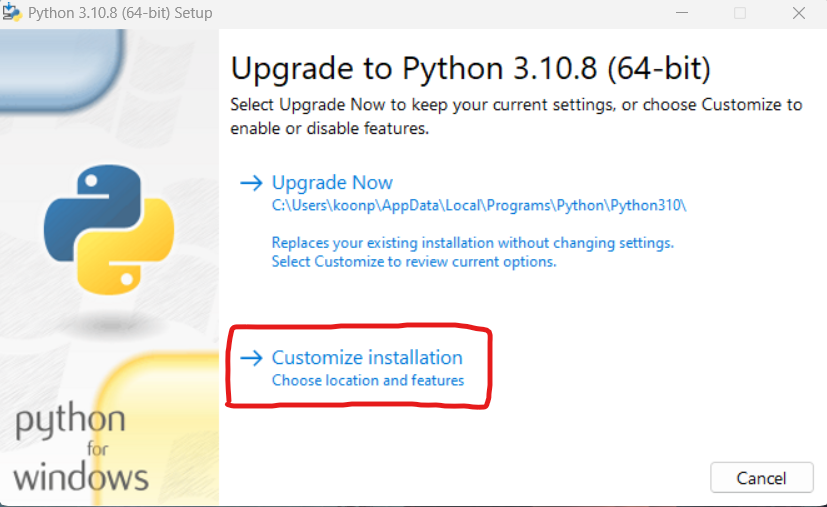 Python 3.10.8 (64-bit) Setup
Upgrade to Python 3.10.8 (64-bit)
Select Upgrade Now to keep your current settings, or choose Customize to
enable or disable features.
Upgrade Now
C:\Users\koonp\AppData\Local\Programs\Python\Python310\
Replaces your existing installation without changing settings.
Select Customize to review current options.
Customize installation
Choose location and features
python
for
windows
Cancel